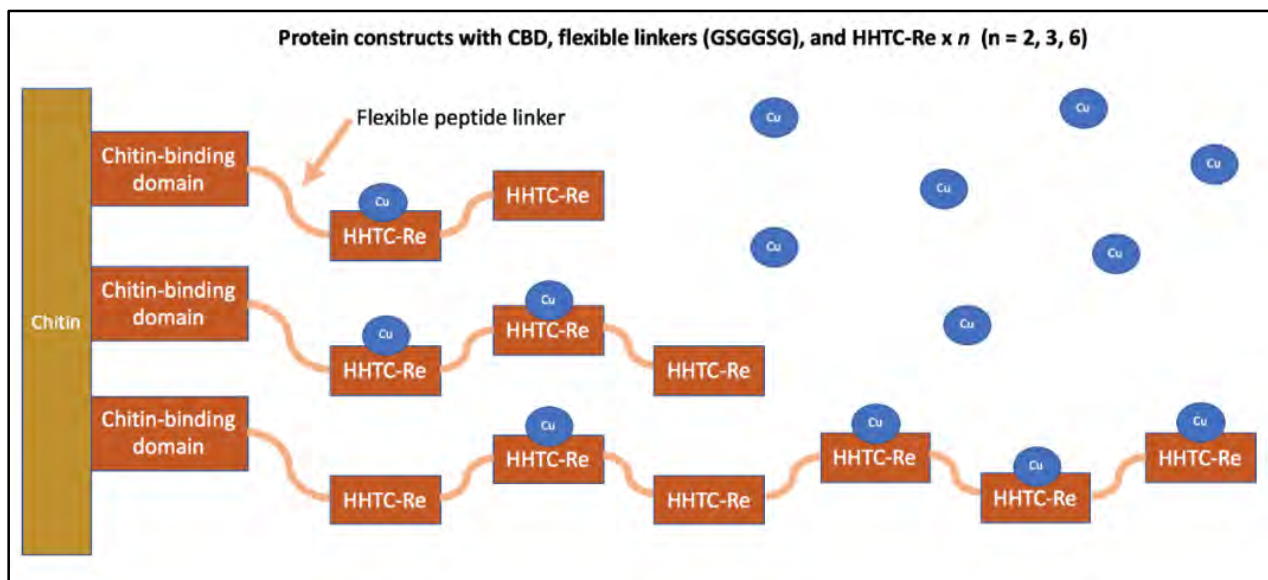 Protein constructs with CBD, flexible linkers (GSGGSG), and HHTC-Re x n (n = 2, 3, 6)
Flexible peptide linker
Chitin
Chitin-binding
domain
Cu
HHTC-Re
HHTC-Re
Chitin-binding
domain
Cu
HHTC-Re
Cu
HHTC-Re
HHTC-Re
Chitin-binding
domain
HHTC-Re
Cu
HHTC-Re
HHTC-Re
Cu
HHTC-Re
Cu
HHTC-Re
Cu
HHTC-Re
Cu
Cu
Cu
Cu
Cu
Cu
Cu